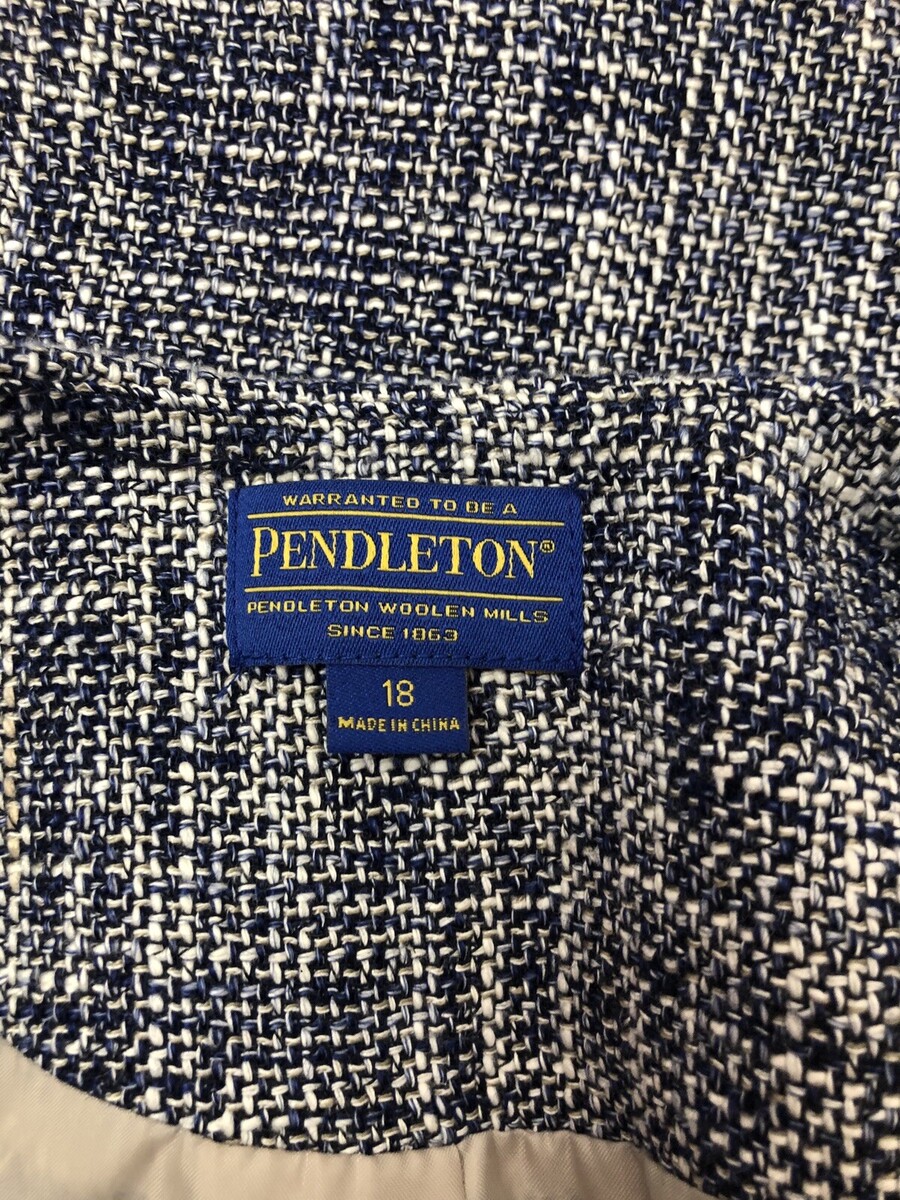 WARRANTED TO BE A
PENDLETON®
PENDLETON WOOLEN MILLS
SINCE 1863
18
MADE IN CHINA